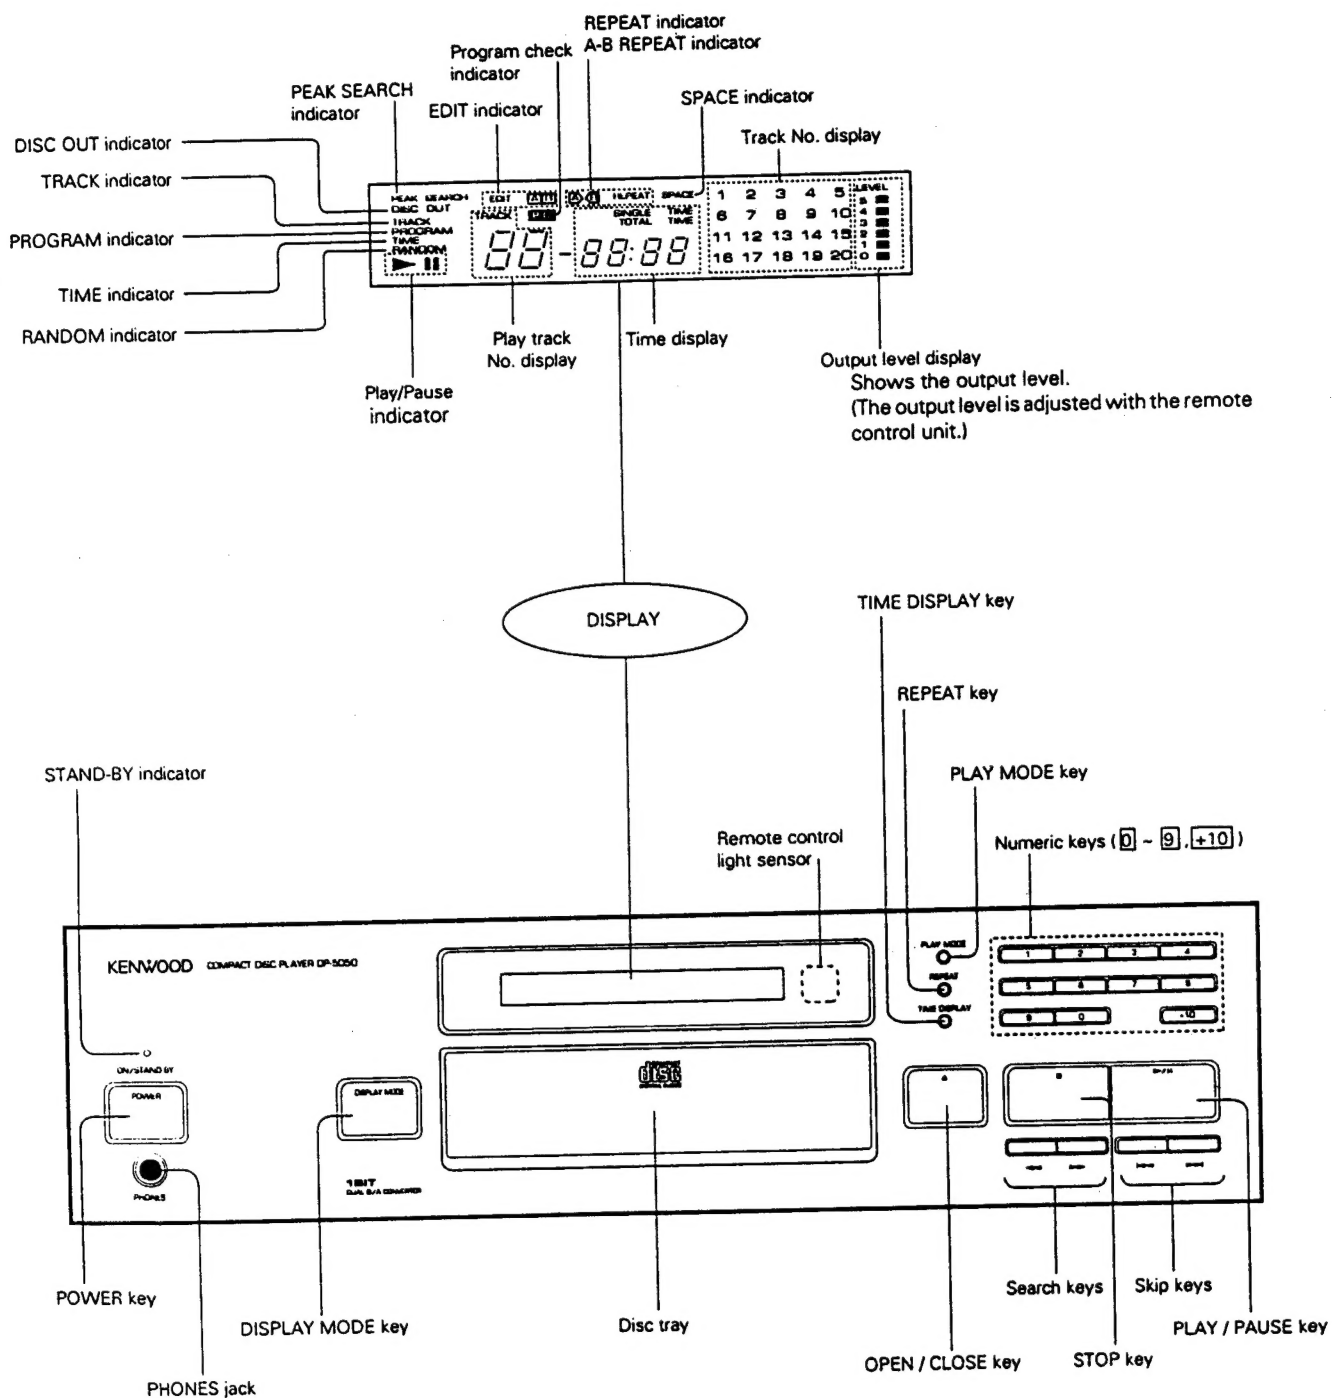 REPEAT indicator
A-B REPEAT indicator
Program check
indicator
PEAK SEARCH
indicator
EDIT indicator
SPACE indicator
Track No. display
DISC OUT indicator
TRACK indicator
PROGRAM indicator
TIME indicator
RANDOM indicator
PEAK SEARCH
DISC OUT
TRACK
PROGRAM
TIME
RANDOM
EDIT A B A B REPEAT SPACE
TRACK
SINGLE TIME
TOTAL TIME
88-88:88
1 2 3 4 5
6 7 8 9 10
11 12 13 14 15
16 17 18 19 20
LEVEL
5
4
3
2
1
0
Play/Pause
indicator
Play track
No. display
Time display
Output level display
Shows the output level.
(The output level is adjusted with the remote
control unit.)
DISPLAY
TIME DISPLAY key
REPEAT key
PLAY MODE key
STAND-BY indicator
Remote control
light sensor
Numeric keys (0 ~ 9, +10)
KENWOOD COMPACT DISC PLAYER DP-5050
PLAY MODE
REPEAT
TIME DISPLAY
1 2 3 4
5 6 7 8
9 0 +10
ON/STAND BY
POWER
DISPLAY MODE
COMPACT
disc
DIGITAL AUDIO
PHONES
1 BIT
DUAL D/A CONVERTER
POWER key
DISPLAY MODE key
PHONES jack
Disc tray
OPEN / CLOSE key
Search keys
Skip keys
STOP key
PLAY / PAUSE key